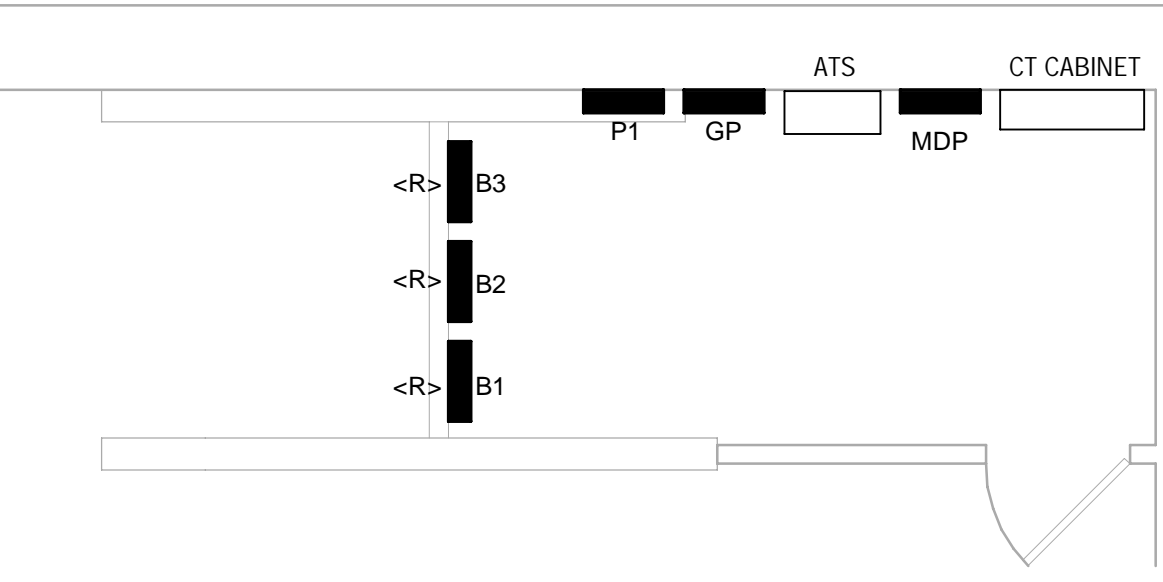 ATS
CT CABINET
P1
GP
MDP
<R>
B3
<R>
B2
<R>
B1